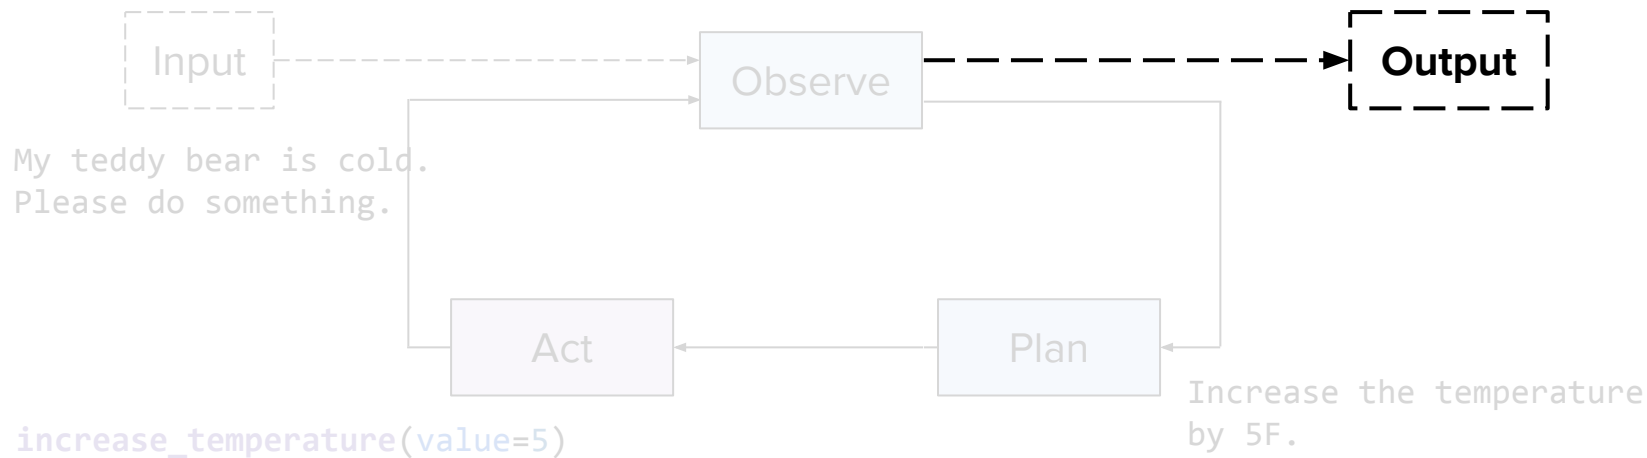 Input
Observe
Output
My teddy bear is cold.
Please do something.
Act
Plan
Increase the temperature
by 5F.
increase_temperature(value=5)